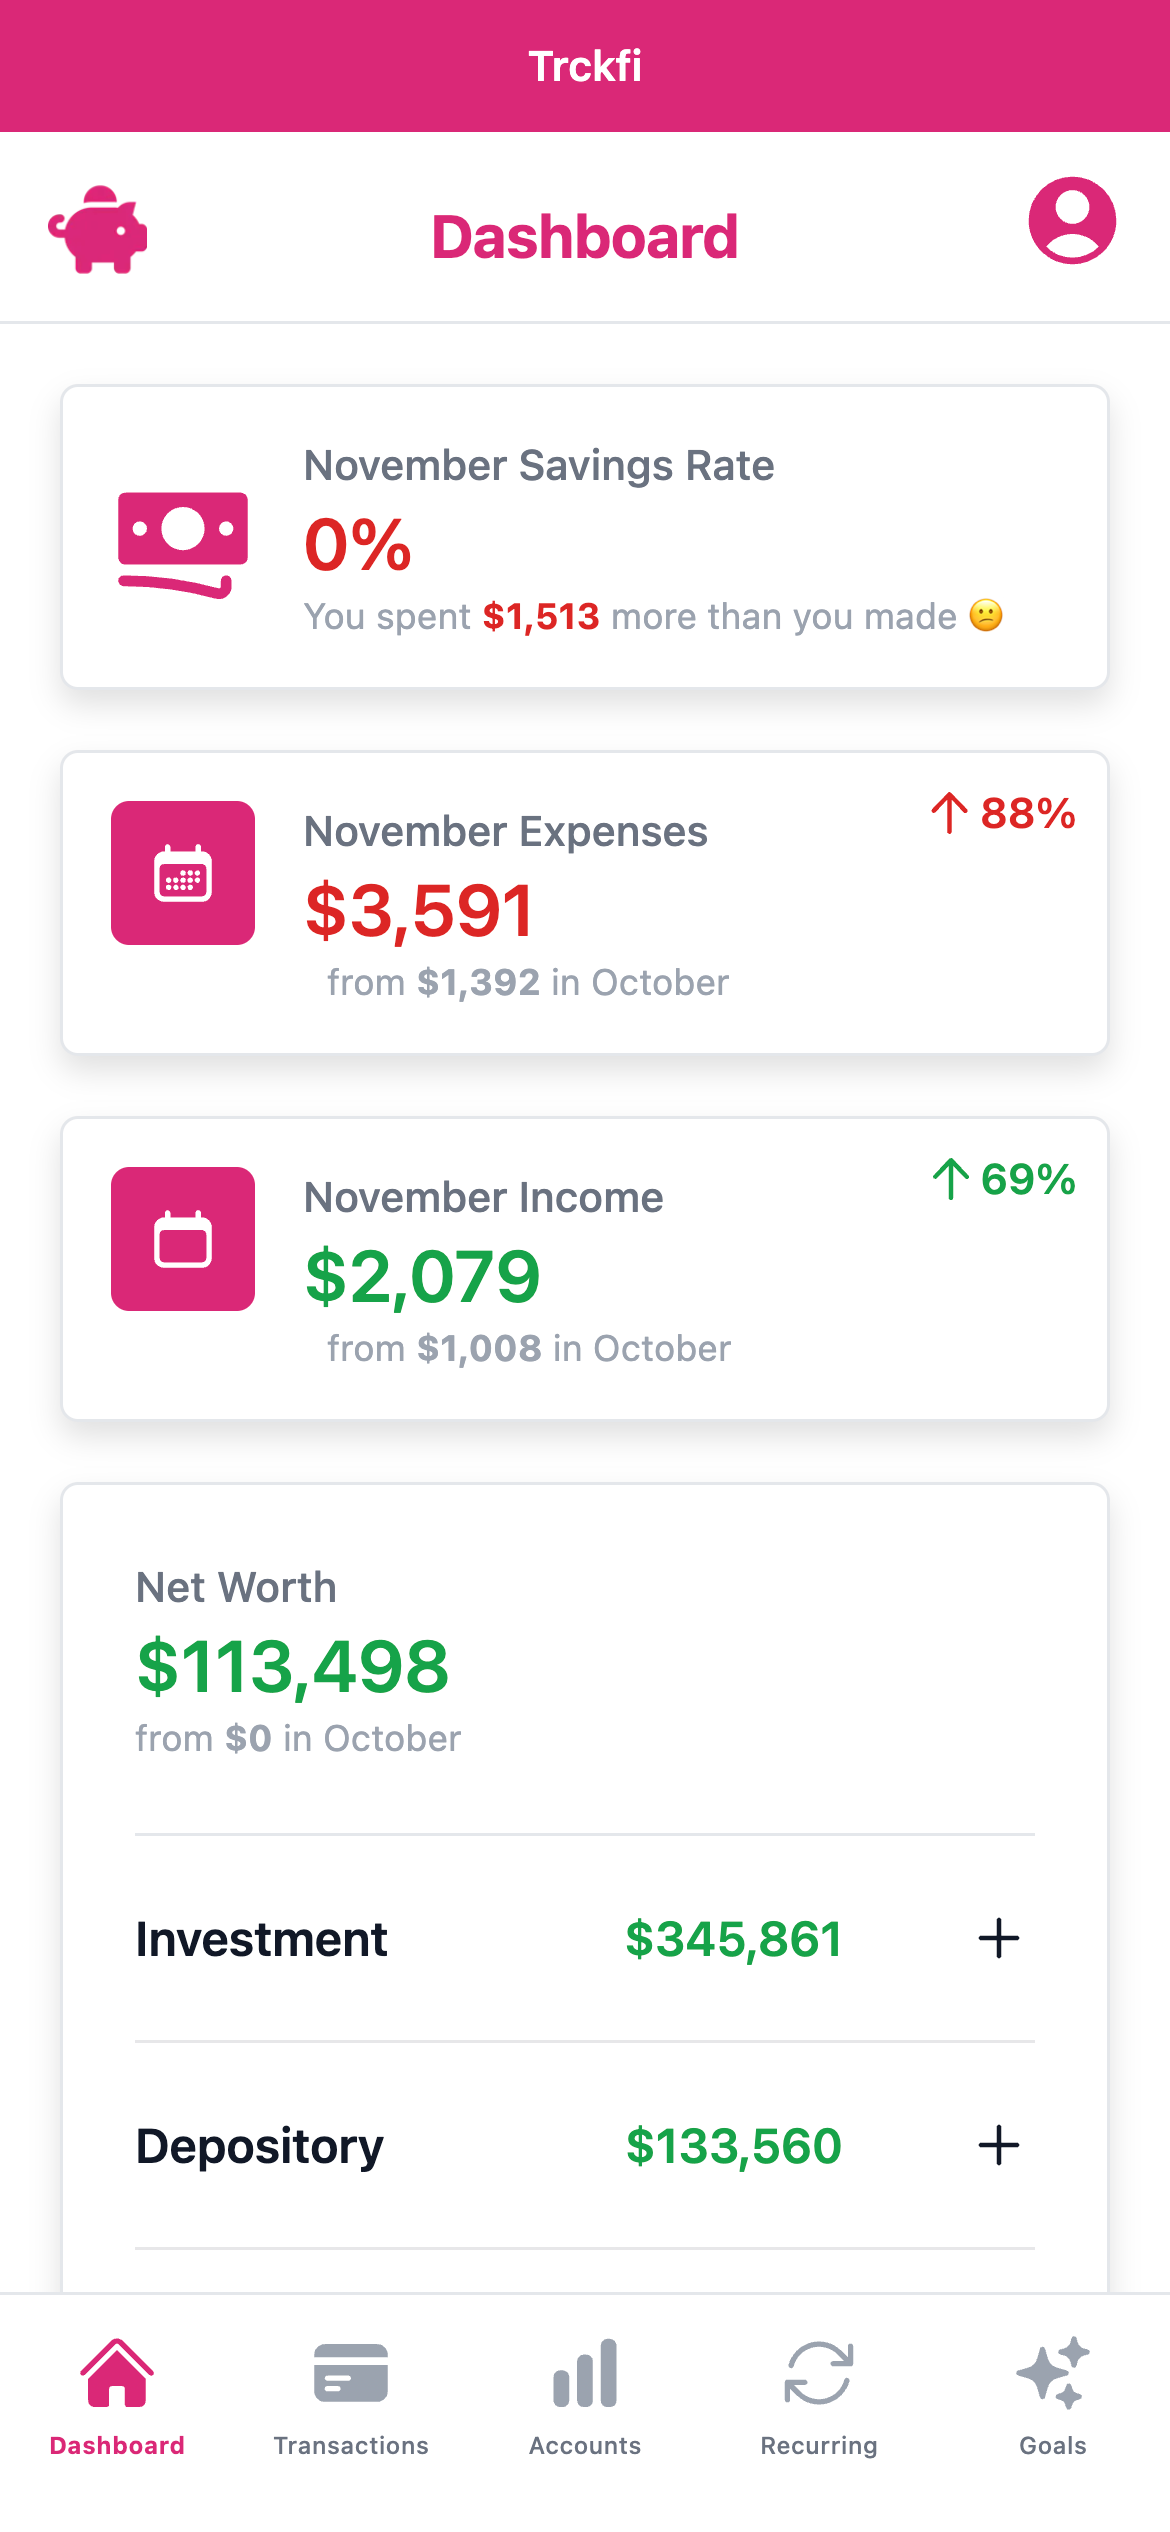 Trckfi
Dashboard
November Savings Rate
0%
You spent $1,513 more than you made 😕
November Expenses
↑ 88%
$3,591
from $1,392 in October
November Income
↑ 69%
$2,079
from $1,008 in October
Net Worth
$113,498
from $0 in October
Investment $345,861 +
Depository $133,560 +
Dashboard Transactions Accounts Recurring Goals